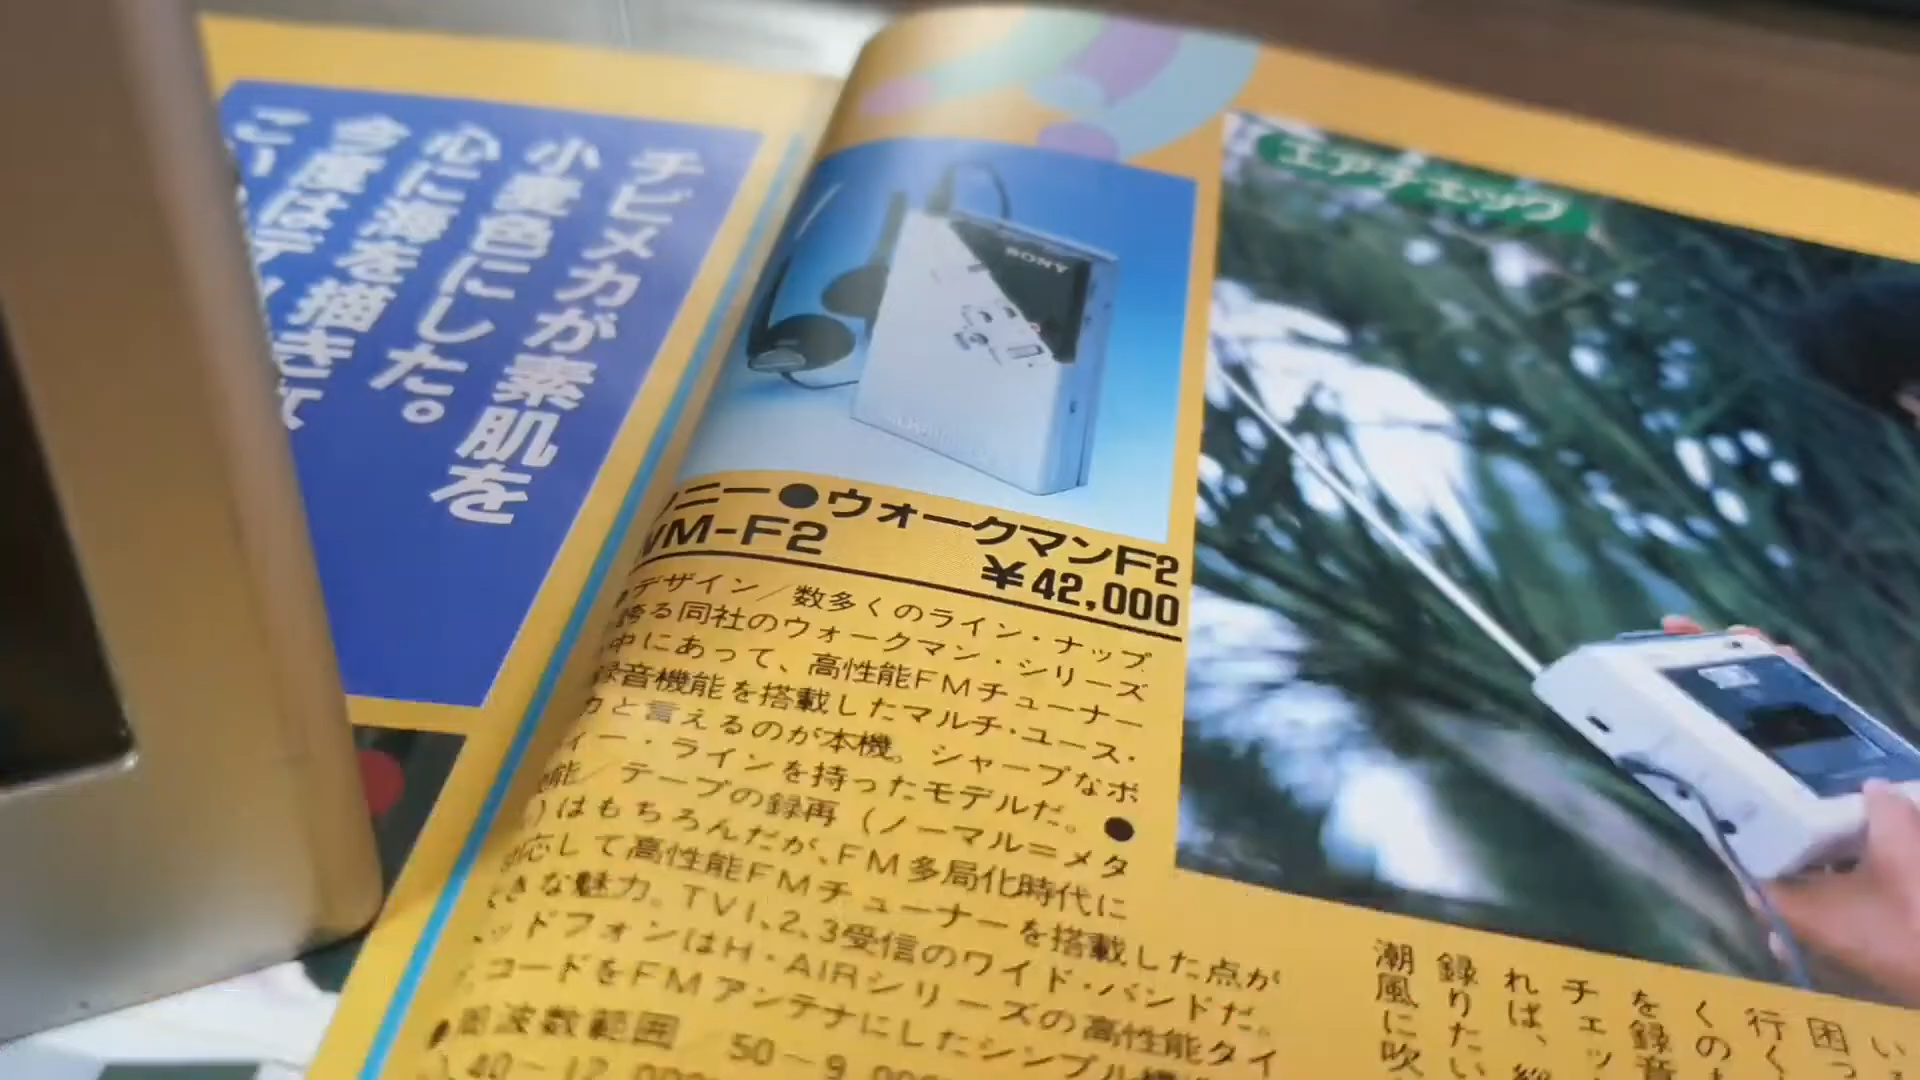 チビメカが素肌を
小麦色にした。
心に海を描きた
今度は
SONY
エアチェック
ニー●ウォークマンF2
WM-F2
¥42,000
デザイン/数多くのライン・ナップ
誇る同社のウォークマン・シリーズ
中にあって、高性能FMチューナー
録音機能を搭載したマルチ・ユース・
カと言えるのが本機。シャープなボ
ィー・ラインを持ったモデルだ。●
能/テープの録再(ノーマル=メタ
)はもちろんだが、FM多局化時代に
応して高性能FMチューナーを搭載した点が
きな魅力。TV1、2、3受信のワイド・バンドだ。
ッドフォンはH・AIRシリーズの高性能タイ
コードをFMアンテナにしたシンプル
●周波数範囲 50-9
40-12
い
困っ
行く
くの
を録音
チェッ
れば、
録りたい
潮風に吹